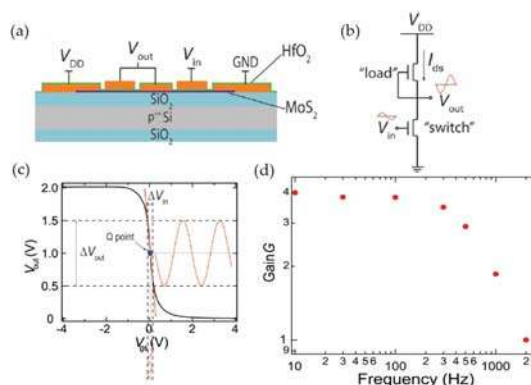 (a)
V_DD
V_out
V_in
GND
HfO₂
SiO₂
MoS₂
p⁻ Si
SiO₂
(b)
V_DD
"load"
I_ds
V_out
V_in
"switch"
(c)
V_out (V)
2.0
1.5
1.0
0.5
0
ΔV_in
Q point
ΔV_out
-4
-2
0
2
4
(V)
(d)
Gain G
4
3
2
1
9
10
2
3
4
5
6
100
2
3
4
5
6
1000
2
Frequency (Hz)